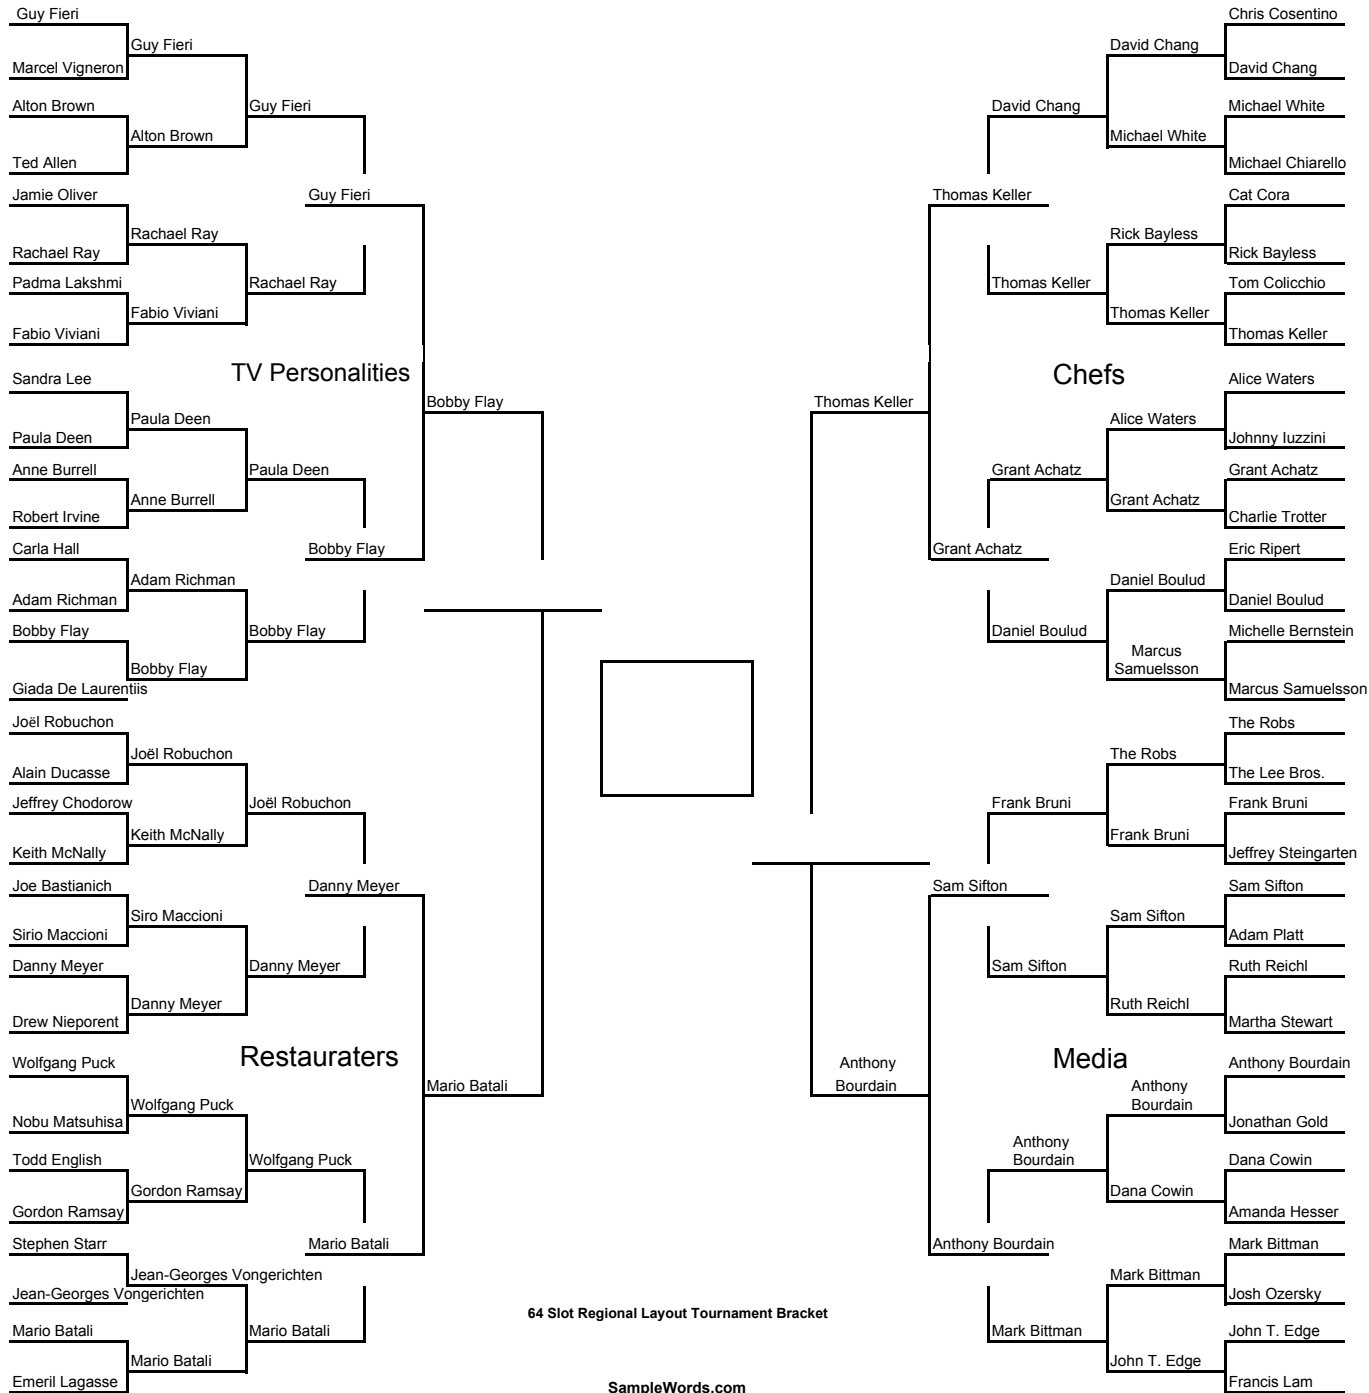 Guy Fieri
Marcel Vigneron
Alton Brown
Ted Allen
Jamie Oliver
Rachael Ray
Padma Lakshmi
Fabio Viviani
Sandra Lee
Paula Deen
Anne Burrell
Robert Irvine
Carla Hall
Adam Richman
Bobby Flay
Giada De Laurentiis
Guy Fieri
Alton Brown
Rachael Ray
Fabio Viviani
Paula Deen
Anne Burrell
Adam Richman
Bobby Flay
Guy Fieri
Rachael Ray
Paula Deen
Bobby Flay
Guy Fieri
Bobby Flay
TV Personalities
Bobby Flay
Joël Robuchon
Alain Ducasse
Jeffrey Chodorow
Keith McNally
Joe Bastianich
Sirio Maccioni
Danny Meyer
Drew Nieporent
Wolfgang Puck
Nobu Matsuhisa
Todd English
Gordon Ramsay
Stephen Starr
Jean-Georges Vongerichten
Mario Batali
Emeril Lagasse
Joël Robuchon
Keith McNally
Siro Maccioni
Danny Meyer
Wolfgang Puck
Gordon Ramsay
Jean-Georges Vongerichten
Mario Batali
Joël Robuchon
Danny Meyer
Wolfgang Puck
Mario Batali
Danny Meyer
Mario Batali
Restauraters
Mario Batali
Chris Cosentino
David Chang
Michael White
Michael Chiarello
Cat Cora
Rick Bayless
Tom Colicchio
Thomas Keller
Alice Waters
Johnny Iuzzini
Grant Achatz
Charlie Trotter
Eric Ripert
Daniel Boulud
Michelle Bernstein
Marcus Samuelsson
David Chang
Michael White
Rick Bayless
Thomas Keller
Alice Waters
Grant Achatz
Daniel Boulud
Marcus
Samuelsson
David Chang
Thomas Keller
Grant Achatz
Daniel Boulud
Thomas Keller
Grant Achatz
Chefs
Thomas Keller
The Robs
The Lee Bros.
Frank Bruni
Jeffrey Steingarten
Sam Sifton
Adam Platt
Ruth Reichl
Martha Stewart
Anthony Bourdain
Jonathan Gold
Dana Cowin
Amanda Hesser
Mark Bittman
Josh Ozersky
John T. Edge
Francis Lam
The Robs
Frank Bruni
Sam Sifton
Ruth Reichl
Anthony
Bourdain
Dana Cowin
Mark Bittman
John T. Edge
Frank Bruni
Sam Sifton
Anthony
Bourdain
Mark Bittman
Sam Sifton
Anthony Bourdain
Media
Anthony
Bourdain
64 Slot Regional Layout Tournament Bracket
SampleWords.com